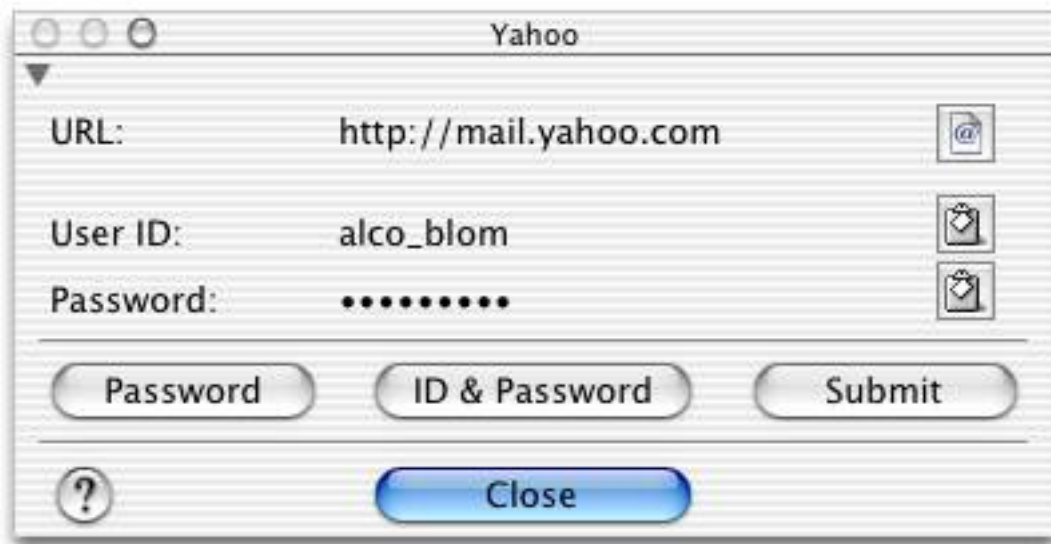 Yahoo
URL: http://mail.yahoo.com
@
User ID: alco_blom
Password: •••••••••
Password ID & Password Submit
? Close